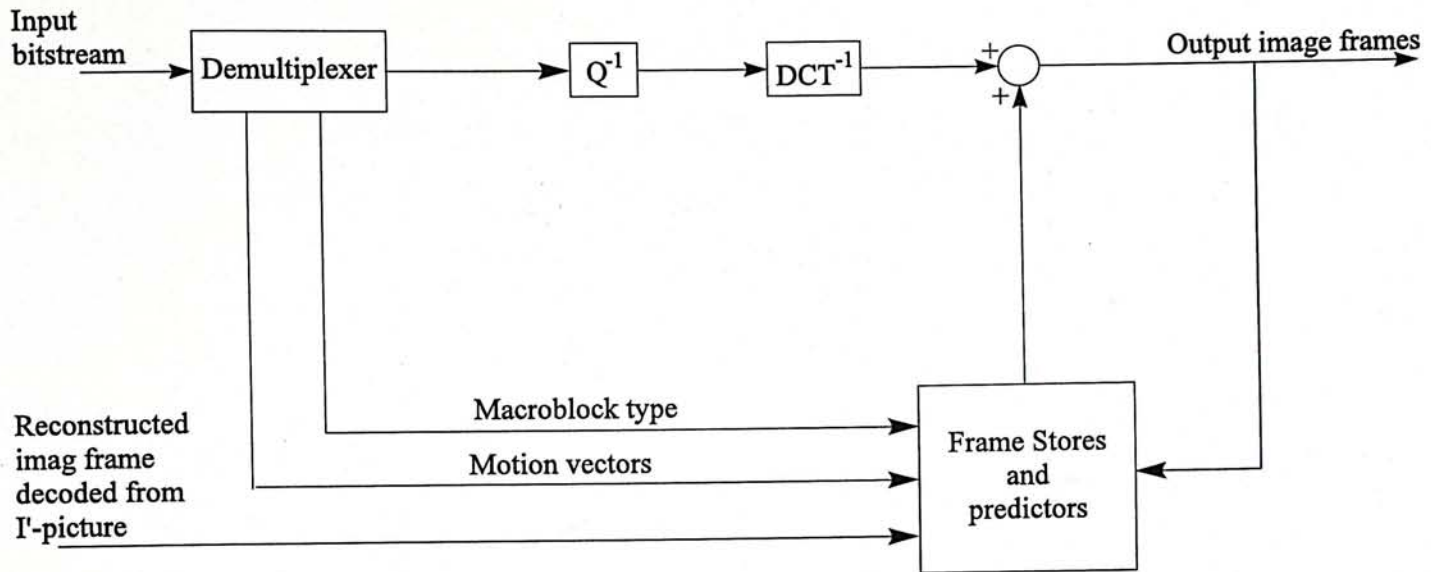 Input
bitstream
Demultiplexer
Q-1
DCT-1
+
+
Output image frames
Macroblock type
Motion vectors
Reconstructed
imag frame
decoded from
I'-picture
Frame Stores
and
predictors